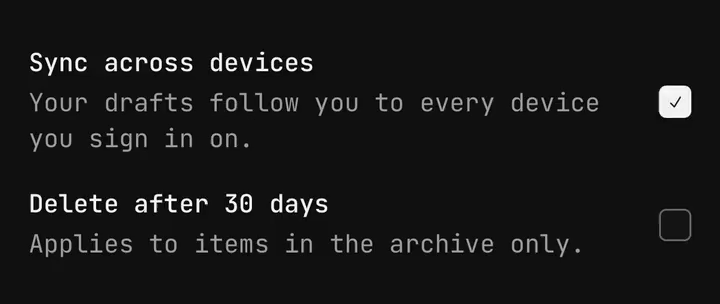 Sync across devices
Your drafts follow you to every device
you sign in on.
Delete after 30 days
Applies to items in the archive only.